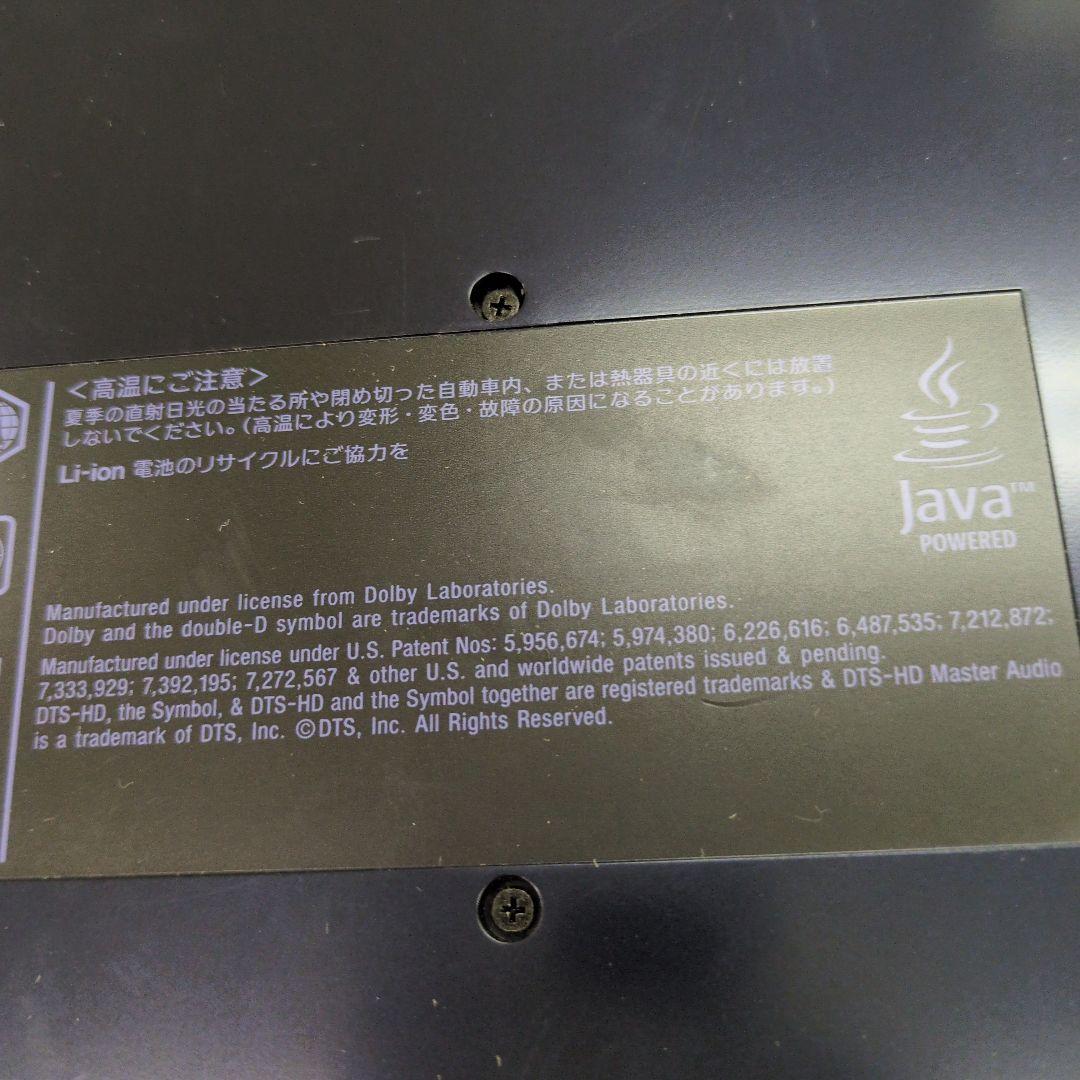 ＜高温にご注意＞
夏季の直射日光の当たる所や閉め切った自動車内、または熱器具の近くには放置
しないでください。(高温により変形・変色・故障の原因になることがあります。)
Li-ion 電池のリサイクルにご協力を
Java™
POWERED
Manufactured under license from Dolby Laboratories.
Dolby and the double-D symbol are trademarks of Dolby Laboratories.
Manufactured under license under U.S. Patent Nos: 5,956,674; 5,974,380; 6,226,616; 6,487,535; 7,212,872;
7,333,929; 7,392,195; 7,272,567 & other U.S. and worldwide patents issued & pending.
DTS-HD, the Symbol, & DTS-HD and the Symbol together are registered trademarks & DTS-HD Master Audio
is a trademark of DTS, Inc. ©DTS, Inc. All Rights Reserved.